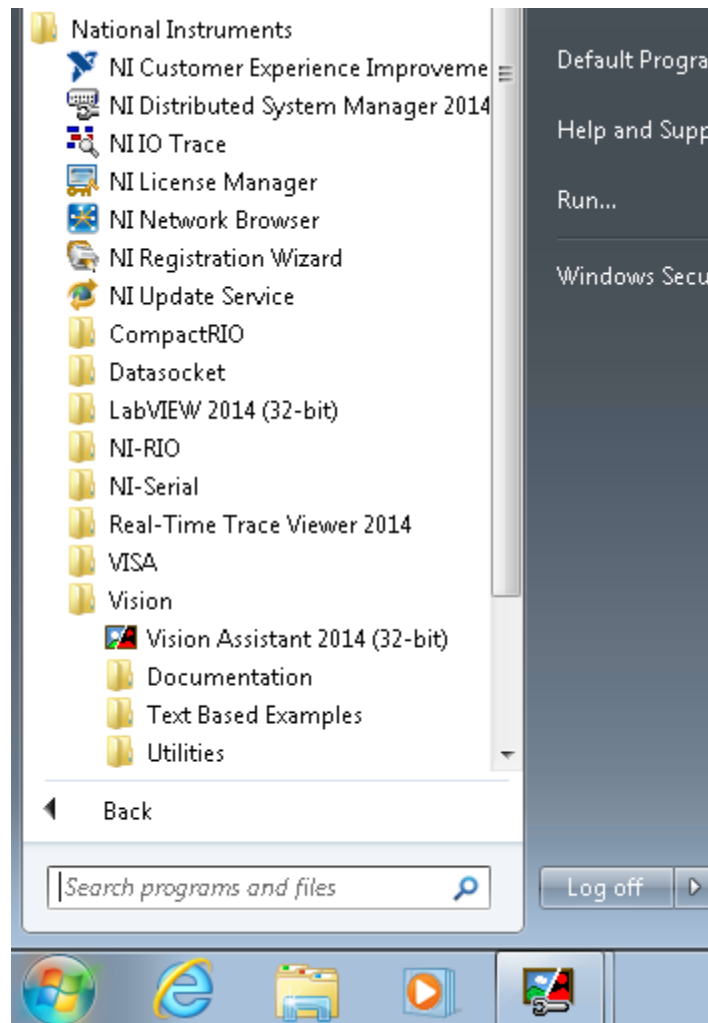 National Instruments
NI Customer Experience Improveme
NI Distributed System Manager 2014
NI IO Trace
NI License Manager
NI Network Browser
NI Registration Wizard
NI Update Service
CompactRIO
Datasocket
LabVIEW 2014 (32-bit)
NI-RIO
NI-Serial
Real-Time Trace Viewer 2014
VISA
Vision
Vision Assistant 2014 (32-bit)
Documentation
Text Based Examples
Utilities
Back
Search programs and files
Default Progra
Help and Supp
Run...
Windows Secu
Log off